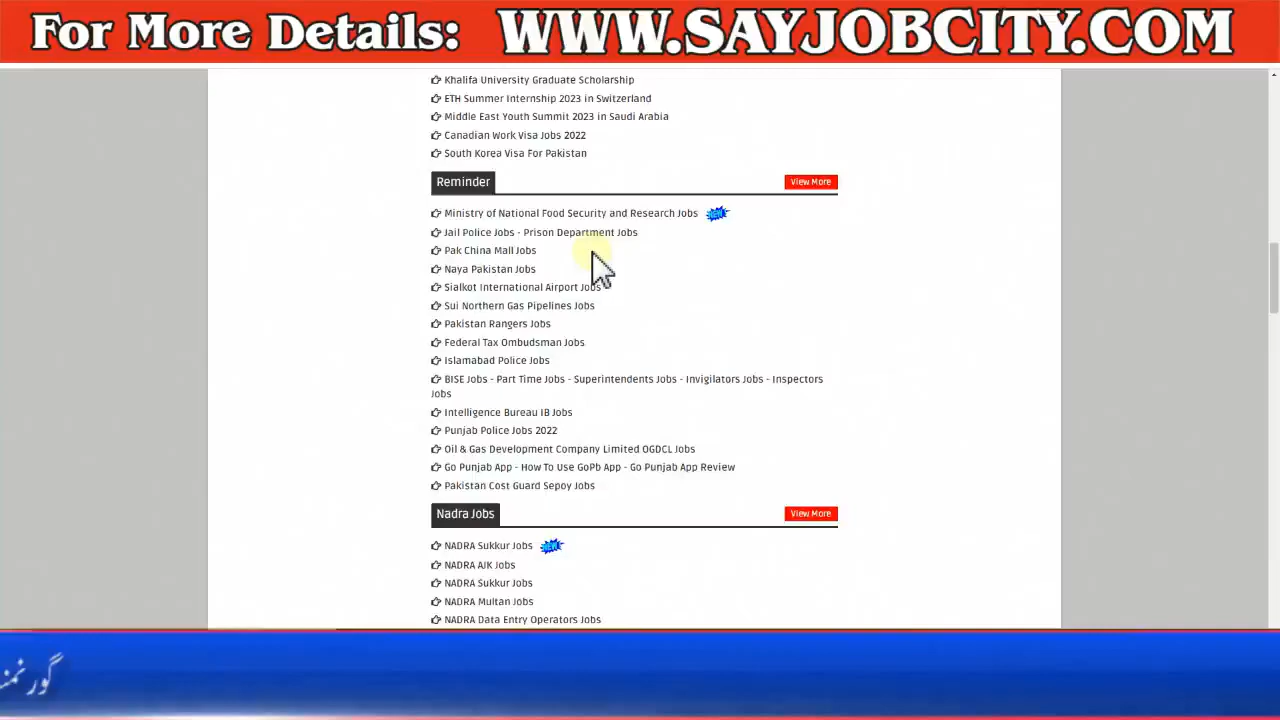 For More Details: WWW.SAYJOBCITY.COM
Khalifa University Graduate Scholarship
ETH Summer Internship 2023 in Switzerland
Middle East Youth Summit 2023 in Saudi Arabia
Canadian Work Visa Jobs 2022
South Korea Visa For Pakistan
Reminder
View More
Ministry of National Food Security and Research Jobs NEW
Jail Police Jobs - Prison Department Jobs
Pak China Mall Jobs
Naya Pakistan Jobs
Sialkot International Airport Jobs
Sui Northern Gas Pipelines Jobs
Pakistan Rangers Jobs
Federal Tax Ombudsman Jobs
Islamabad Police Jobs
BISE Jobs - Part Time Jobs - Superintendents Jobs - Invigilators Jobs - Inspectors
Jobs
Intelligence Bureau IB Jobs
Punjab Police Jobs 2022
Oil & Gas Development Company Limited OGDCL Jobs
Go Punjab App - How To Use GoPb App - Go Punjab App Review
Pakistan Cost Guard Sepoy Jobs
Nadra Jobs
View More
NADRA Sukkur Jobs NEW
NADRA AJK Jobs
NADRA Sukkur Jobs
NADRA Multan Jobs
NADRA Data Entry Operators Jobs